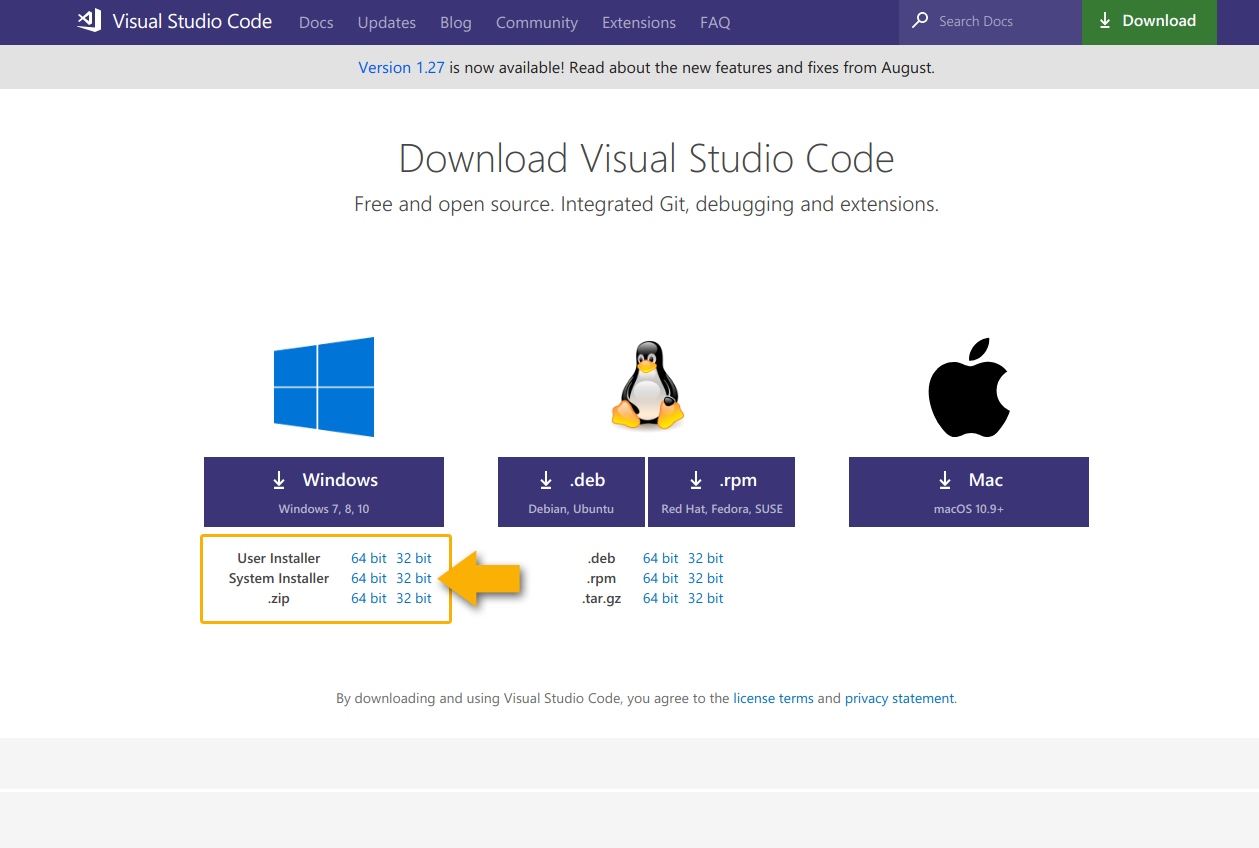 Visual Studio Code Docs Updates Blog Community Extensions FAQ Search Docs Download
Version 1.27 is now available! Read about the new features and fixes from August.
Download Visual Studio Code
Free and open source. Integrated Git, debugging and extensions.
Windows
Windows 7, 8, 10
.deb
Debian, Ubuntu
.rpm
Red Hat, Fedora, SUSE
Mac
macOS 10.9+
User Installer 64 bit 32 bit
System Installer 64 bit 32 bit
.zip 64 bit 32 bit
.deb 64 bit 32 bit
.rpm 64 bit 32 bit
.tar.gz 64 bit 32 bit
By downloading and using Visual Studio Code, you agree to the license terms and privacy statement.